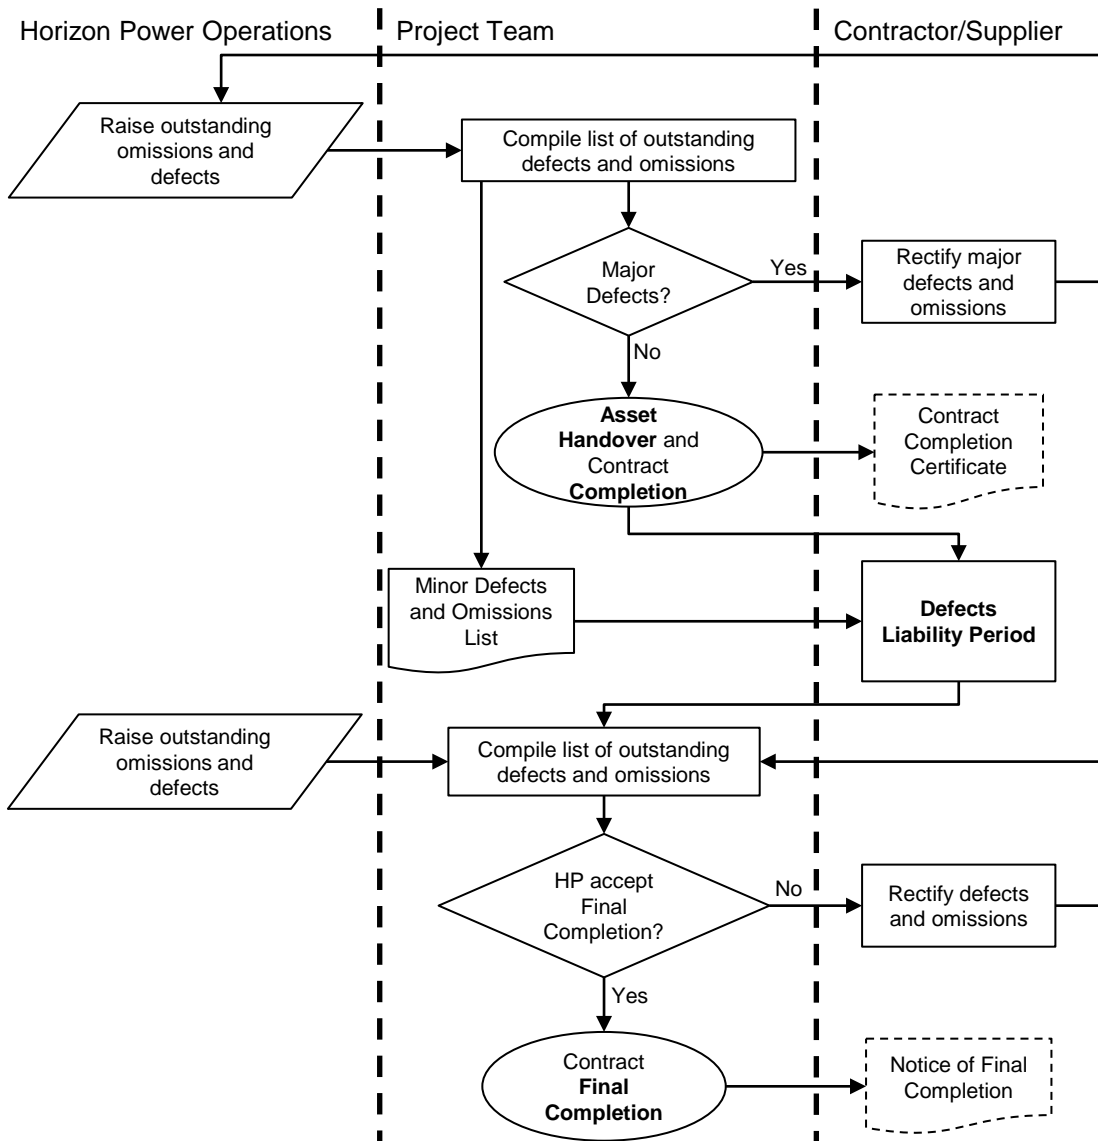 Horizon Power Operations
Project Team
Contractor/Supplier
Raise outstanding
omissions and
defects
Compile list of outstanding
defects and omissions
Major
Defects?
Yes
Rectify major
defects and
omissions
No
Asset
Handover and
Contract
Completion
Contract
Completion
Certificate
Minor Defects
and Omissions
List
Defects
Liability Period
Raise outstanding
omissions and
defects
Compile list of outstanding
defects and omissions
HP accept
Final
Completion?
No
Rectify defects
and omissions
Yes
Contract
Final
Completion
Notice of Final
Completion